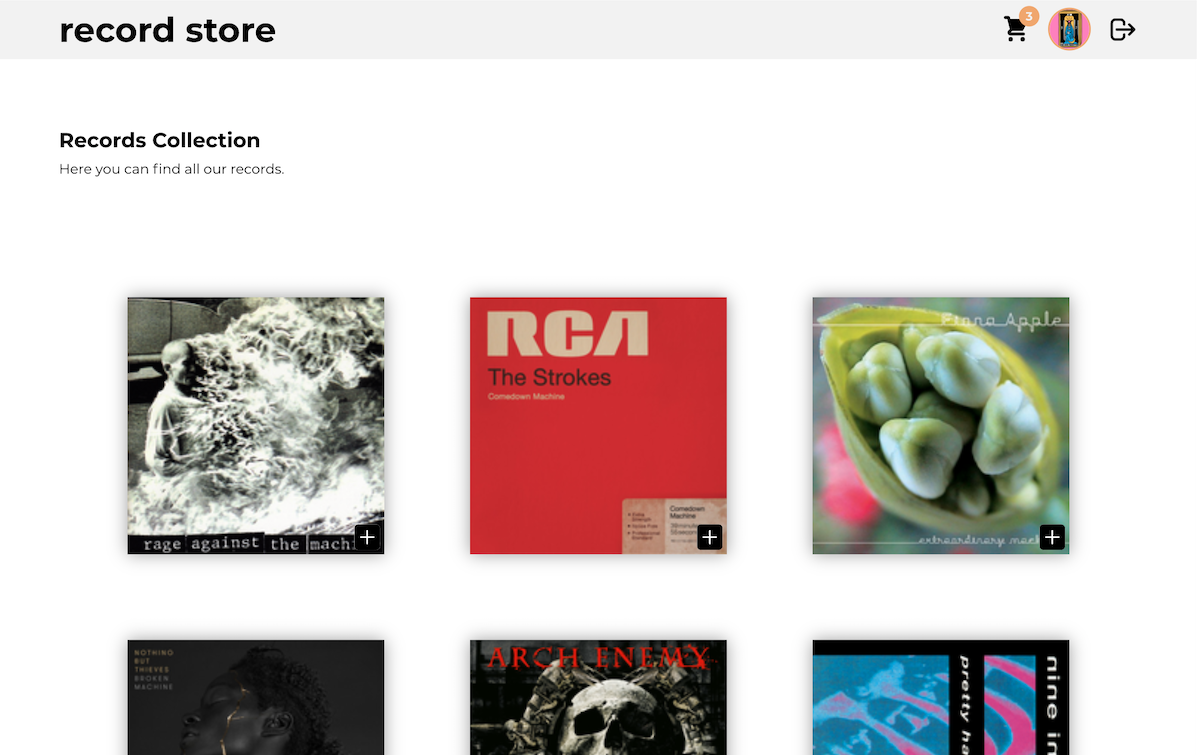 record store
3
Records Collection
Here you can find all our records.
rage against the machi
RCA
The Strokes
Comedown Machine
Comedown
Machine
Fiona Apple
extraordinary mac
NOTHING
BUT
THIEVES
BROKEN
MACHINE
ARCH ENEMY
pretty ha
nine in